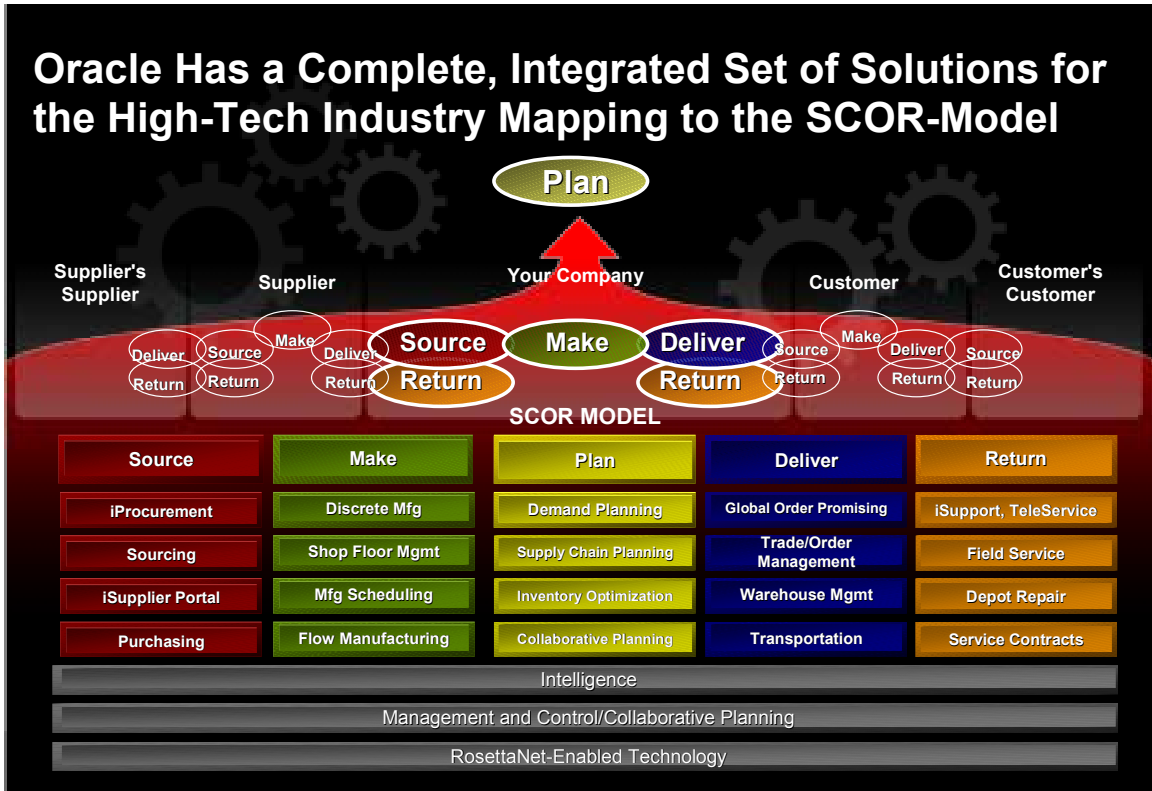 Oracle Has a Complete, Integrated Set of Solutions for
the High-Tech Industry Mapping to the SCOR-Model
Plan
Supplier's
Supplier
Supplier
Your Company
Customer
Customer's
Customer
Deliver
Return
Source
Return
Make
Deliver
Return
Source
Return
Make
Deliver
Return
Source
Return
Make
Deliver
Return
Source
Return
SCOR MODEL
Source
Make
Plan
Deliver
Return
iProcurement
Discrete Mfg
Demand Planning
Global Order Promising
iSupport, TeleService
Sourcing
Shop Floor Mgmt
Supply Chain Planning
Trade/Order
Management
Field Service
iSupplier Portal
Mfg Scheduling
Inventory Optimization
Warehouse Mgmt
Depot Repair
Purchasing
Flow Manufacturing
Collaborative Planning
Transportation
Service Contracts
Intelligence
Management and Control/Collaborative Planning
RosettaNet-Enabled Technology